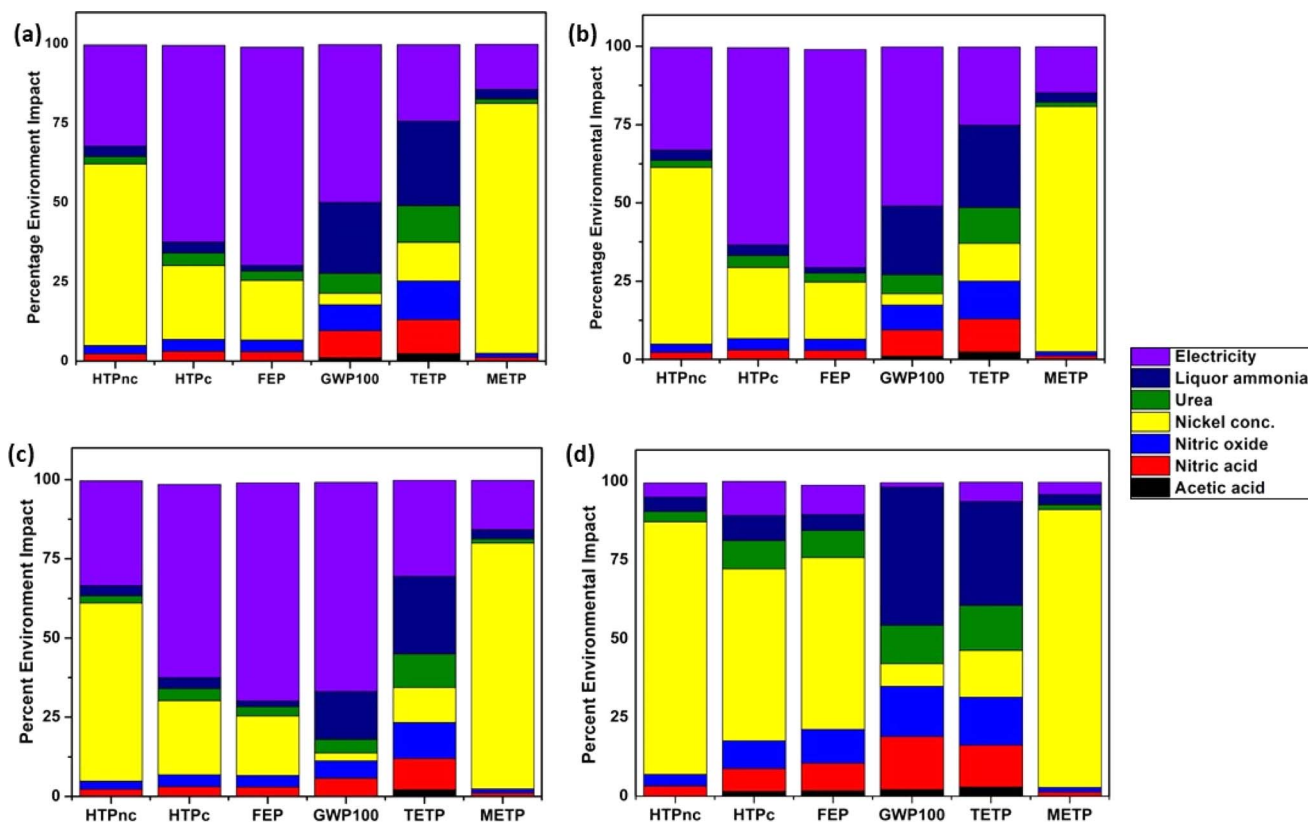 (a)
Percentage Environment Impact
100
75
50
25
0
HTPnc HTPc FEP GWP100 TETP METP
(b)
Percentage Environmental Impact
100
75
50
25
0
HTPnc HTPc FEP GWP100 TETP METP
Electricity
Liquor ammonia
Urea
Nickel conc.
Nitric oxide
Nitric acid
Acetic acid
(c)
Percent Environment Impact
100
75
50
25
0
HTPnc HTPc FEP GWP100 TETP METP
(d)
Percent Environmental Impact
100
75
50
25
0
HTPnc HTPc FEP GWP100 TETP METP